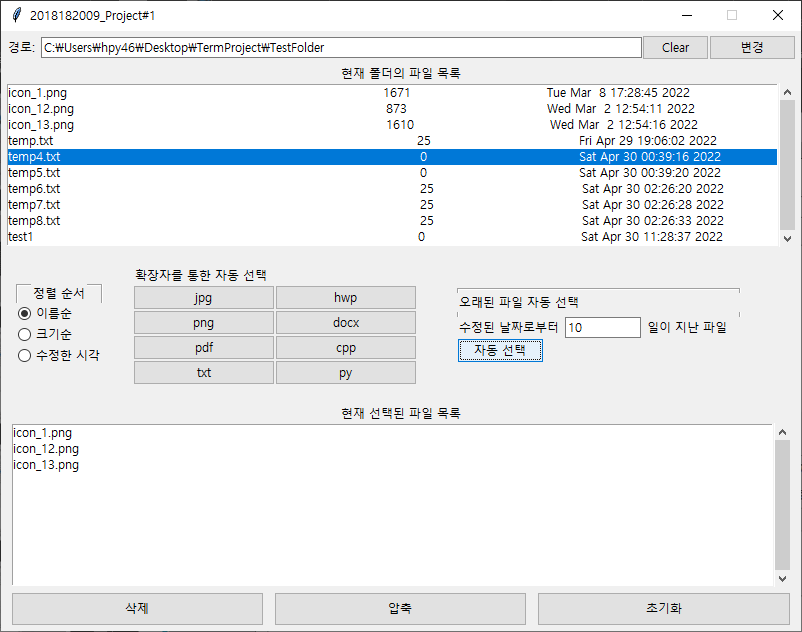 2018182009_Project#1
경로: C:₩Users₩hpy46₩Desktop₩TermProject₩TestFolder Clear 변경
현재 폴더의 파일 목록
icon_1.png 1671 Tue Mar 8 17:28:45 2022
icon_12.png 873 Wed Mar 2 12:54:11 2022
icon_13.png 1610 Wed Mar 2 12:54:16 2022
temp.txt 25 Fri Apr 29 19:06:02 2022
temp4.txt 0 Sat Apr 30 00:39:16 2022
temp5.txt 0 Sat Apr 30 00:39:20 2022
temp6.txt 25 Sat Apr 30 02:26:20 2022
temp7.txt 25 Sat Apr 30 02:26:28 2022
temp8.txt 25 Sat Apr 30 02:26:33 2022
test1 0 Sat Apr 30 11:28:37 2022
정렬 순서
이름순
크기순
수정한 시각
확장자를 통한 자동 선택
jpg hwp
png docx
pdf cpp
txt py
오래된 파일 자동 선택
수정된 날짜로부터 10 일이 지난 파일
자동 선택
현재 선택된 파일 목록
icon_1.png
icon_12.png
icon_13.png
삭제 압축 초기화